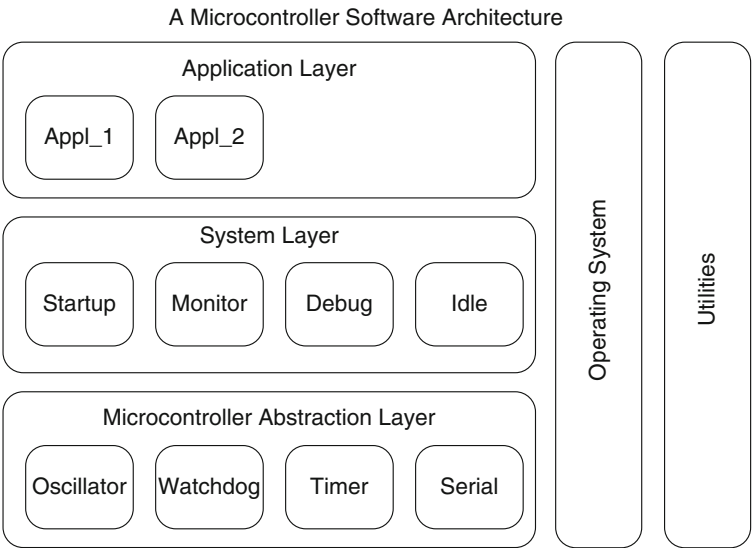 A Microcontroller Software Architecture
Application Layer
Appl_1
Appl_2
System Layer
Startup
Monitor
Debug
Idle
Microcontroller Abstraction Layer
Oscillator
Watchdog
Timer
Serial
Operating System
Utilities